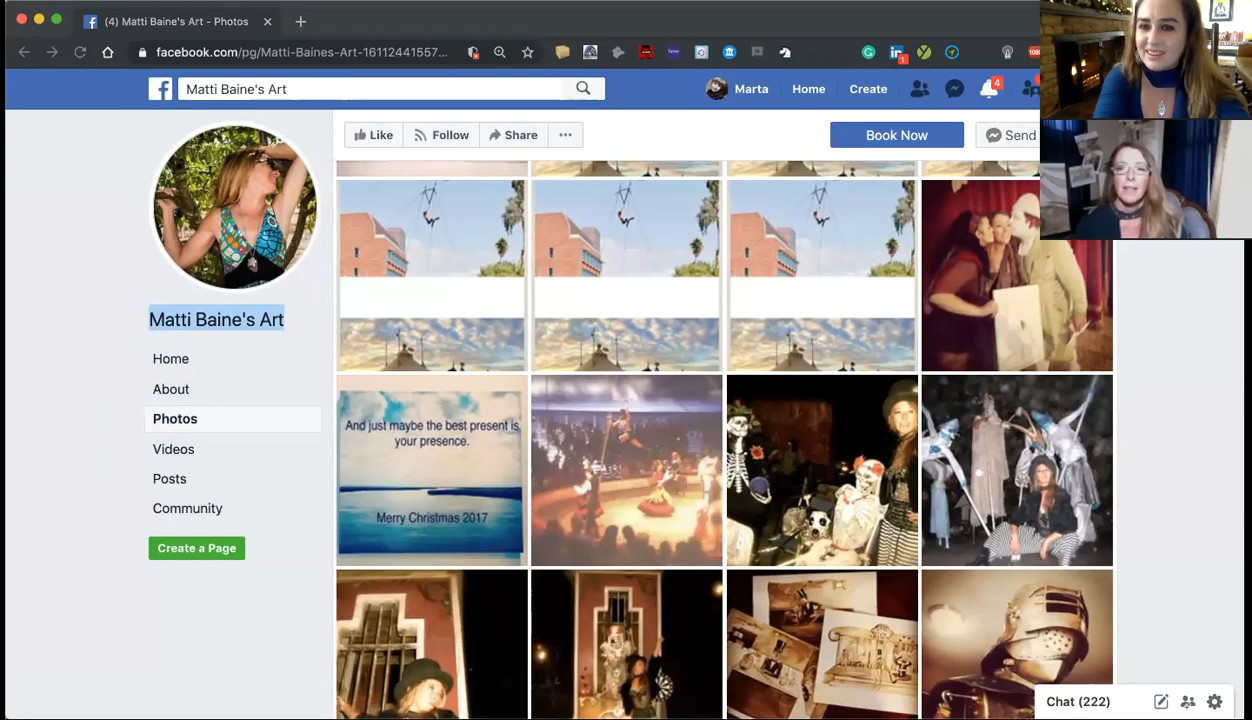 (4) Matti Baine's Art - Photos
facebook.com/pg/Matti-Baines-Art-16112441557...
Matti Baine's Art
Marta
Home
Create
4
1
Like
Follow
Share
Book Now
Send
Matti Baine's Art
Home
About
Photos
Videos
Posts
Community
Create a Page
And just maybe the best present is
your presence.
Merry Christmas 2017
Chat (222)